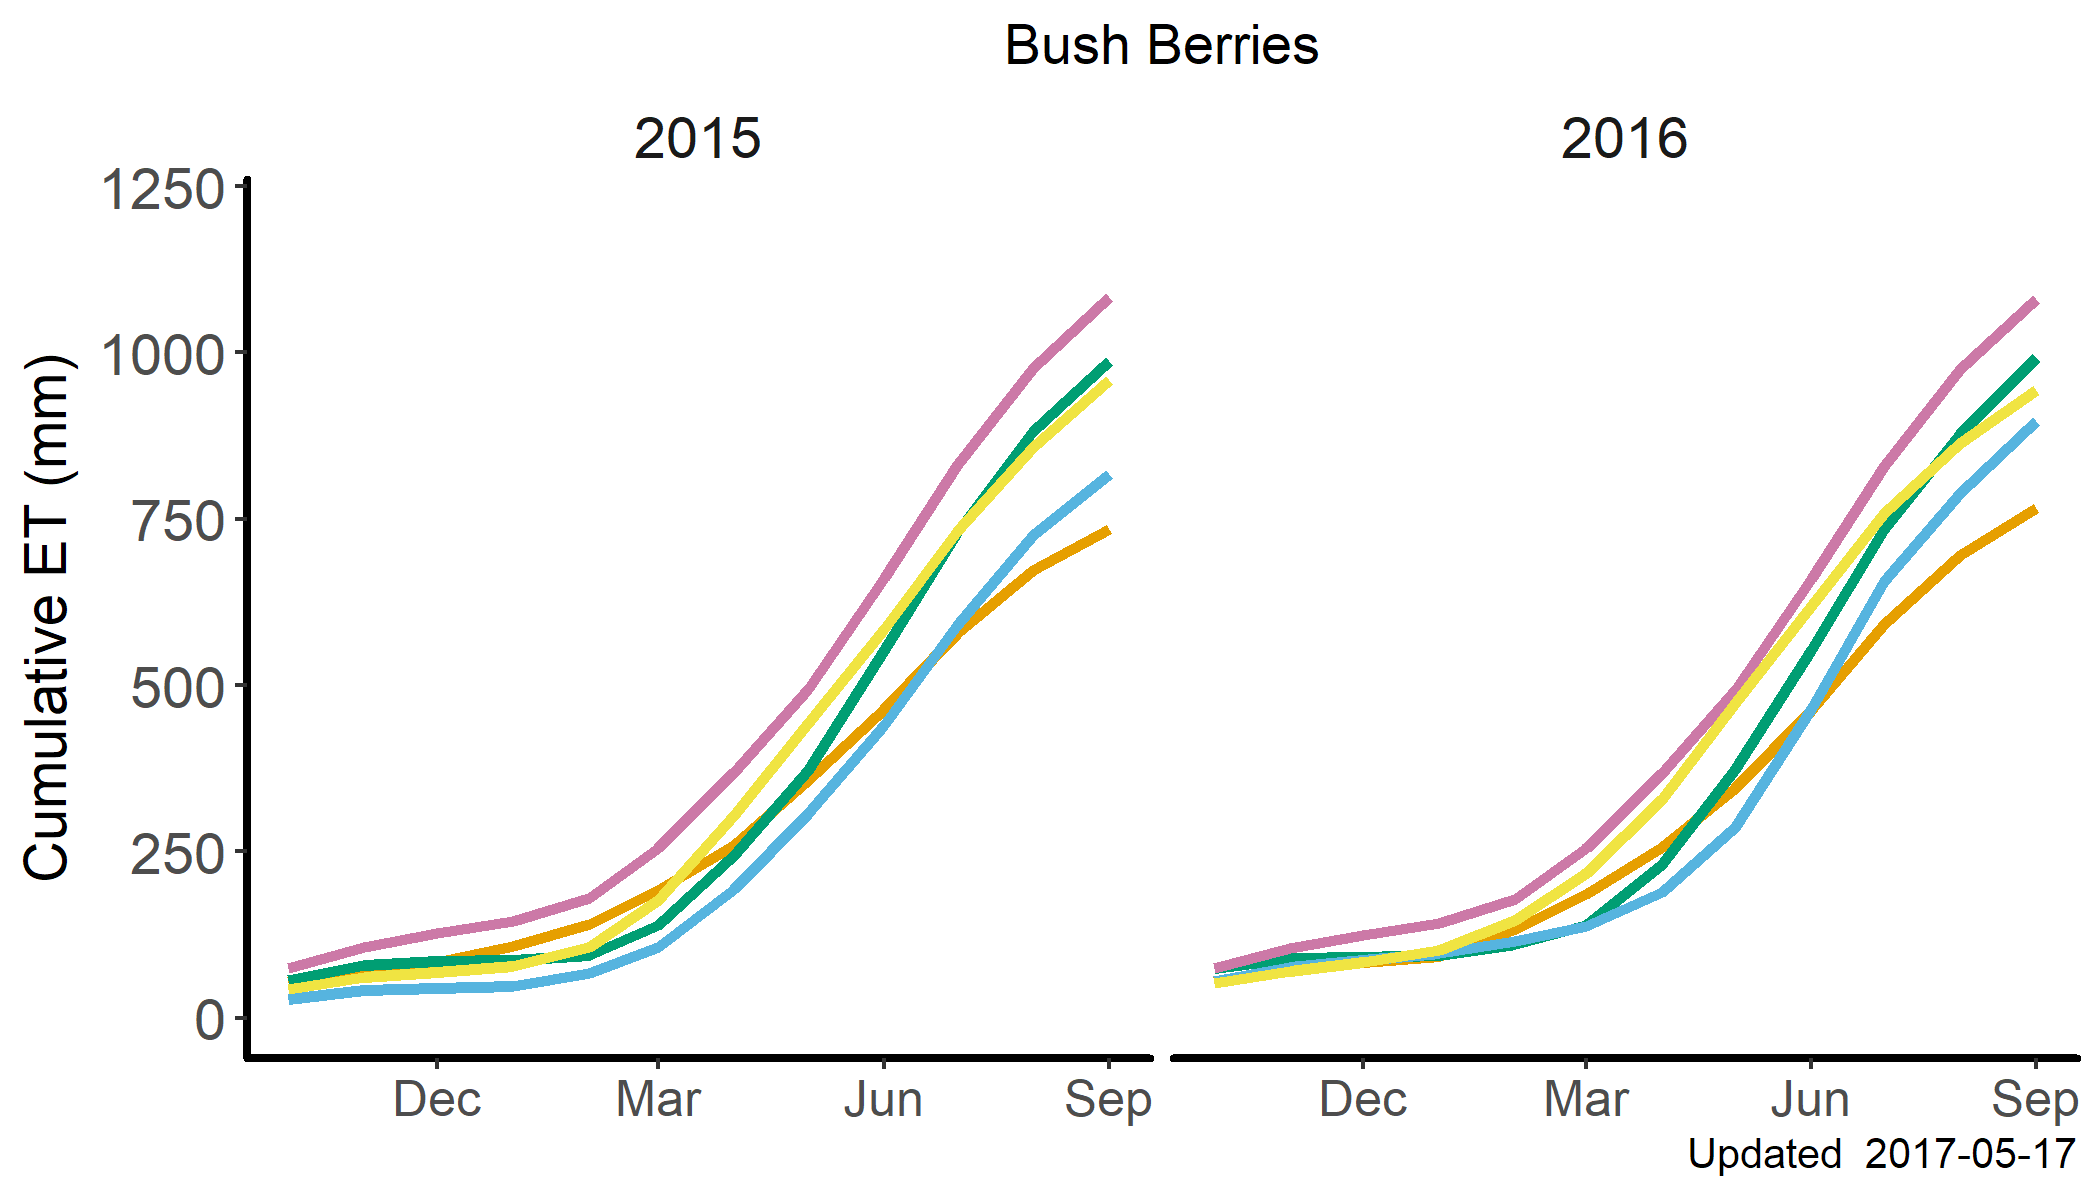 Bush Berries
2015 2016
1250
1000
750
500
250
0
Cumulative ET (mm)
Dec Mar Jun Sep Dec Mar Jun Sep
Updated 2017-05-17